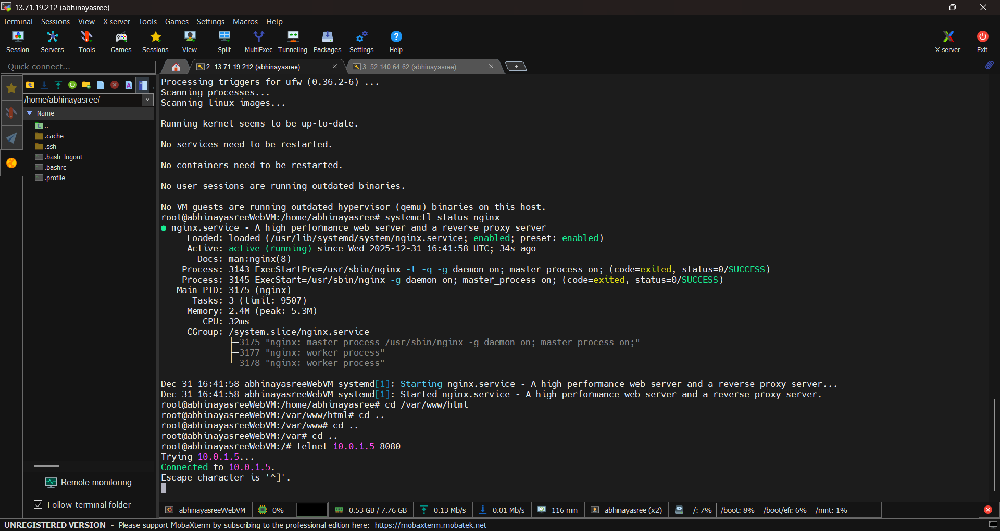 13.71.19.212 (abhinayasree)
Terminal Sessions View X server Tools Games Settings Macros Help
Session Servers Tools Games Sessions View Split MultiExec Tunneling Packages Settings Help X server Exit
Quick connect...
2. 13.71.19.212 (abhinayasree)
3. 52.140.64.62 (abhinayasree)
/home/abhinayasree/
Name
..
.cache
.ssh
.bash_logout
.bashrc
.profile
Remote monitoring
Follow terminal folder
Processing triggers for ufw (0.36.2-6) ...
Scanning processes...
Scanning linux images...
Running kernel seems to be up-to-date.
No services need to be restarted.
No containers need to be restarted.
No user sessions are running outdated binaries.
No VM guests are running outdated hypervisor (qemu) binaries on this host.
root@abhinayasreeWebVM:/home/abhinayasree# systemctl status nginx
● nginx.service - A high performance web server and a reverse proxy server
Loaded: loaded (/usr/lib/systemd/system/nginx.service; enabled; preset: enabled)
Active: active (running) since Wed 2025-12-31 16:41:58 UTC; 34s ago
Docs: man:nginx(8)
Process: 3143 ExecStartPre=/usr/sbin/nginx -t -q -g daemon on; master_process on; (code=exited, status=0/SUCCESS)
Process: 3145 ExecStart=/usr/sbin/nginx -g daemon on; master_process on; (code=exited, status=0/SUCCESS)
Main PID: 3175 (nginx)
Tasks: 3 (limit: 9507)
Memory: 2.4M (peak: 5.3M)
CPU: 32ms
CGroup: /system.slice/nginx.service
├─3175 "nginx: master process /usr/sbin/nginx -g daemon on; master_process on;"
├─3177 "nginx: worker process"
└─3178 "nginx: worker process"
Dec 31 16:41:58 abhinayasreeWebVM systemd[1]: Starting nginx.service - A high performance web server and a reverse proxy server...
Dec 31 16:41:58 abhinayasreeWebVM systemd[1]: Started nginx.service - A high performance web server and a reverse proxy server.
root@abhinayasreeWebVM:/home/abhinayasree# cd /var/www/html
root@abhinayasreeWebVM:/var/www/html# cd ..
root@abhinayasreeWebVM:/var/www# cd ..
root@abhinayasreeWebVM:/var# cd ..
root@abhinayasreeWebVM:/# telnet 10.0.1.5 8080
Trying 10.0.1.5...
Connected to 10.0.1.5.
Escape character is '^]'.
abhinayasreeWebVM 0% 0.53 GB / 7.76 GB 0.13 Mb/s 0.01 Mb/s 116 min abhinayasree (x2) /: 7% /boot: 8% /boot/efi: 6% /mnt: 1%
UNREGISTERED VERSION - Please support MobaXterm by subscribing to the professional edition here: https://mobaxterm.mobatek.net